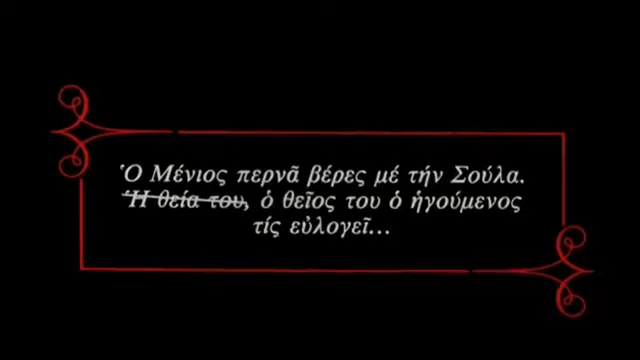 Ὁ Μένιος περνᾶ βέρες μέ τήν Σούλα.
Ἡ θεία του, ὁ θεῖος του ὁ ἡγούμενος
τίς εὐλογεῖ...